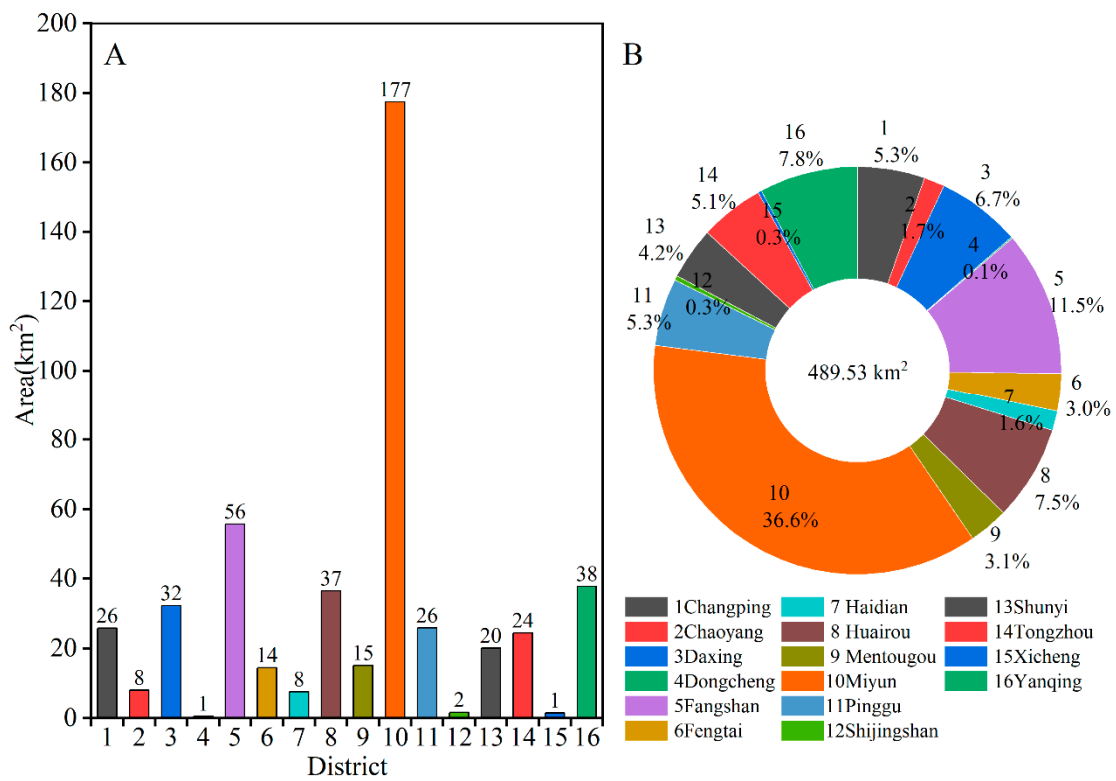 A
200
180
160
140
120
100
80
60
40
20
0
Area(km²)
26
8
32
1
56
14
8
37
15
177
26
2
20
24
1
38
1 2 3 4 5 6 7 8 9 10 11 12 13 14 15 16
District
B
489.53 km²
1
5.3%
2
1.7%
3
6.7%
4
0.1%
5
11.5%
6
3.0%
7
1.6%
8
7.5%
9
3.1%
10
36.6%
11
5.3%
12
0.3%
13
4.2%
14
5.1%
15
0.3%
16
7.8%
1Changping
2Chaoyang
3Daxing
4Dongcheng
5Fangshan
6Fengtai
7 Haidian
8 Huairou
9 Mentougou
10Miyun
11Pinggu
12Shijingshan
13Shunyi
14Tongzhou
15Xicheng
16Yanqing